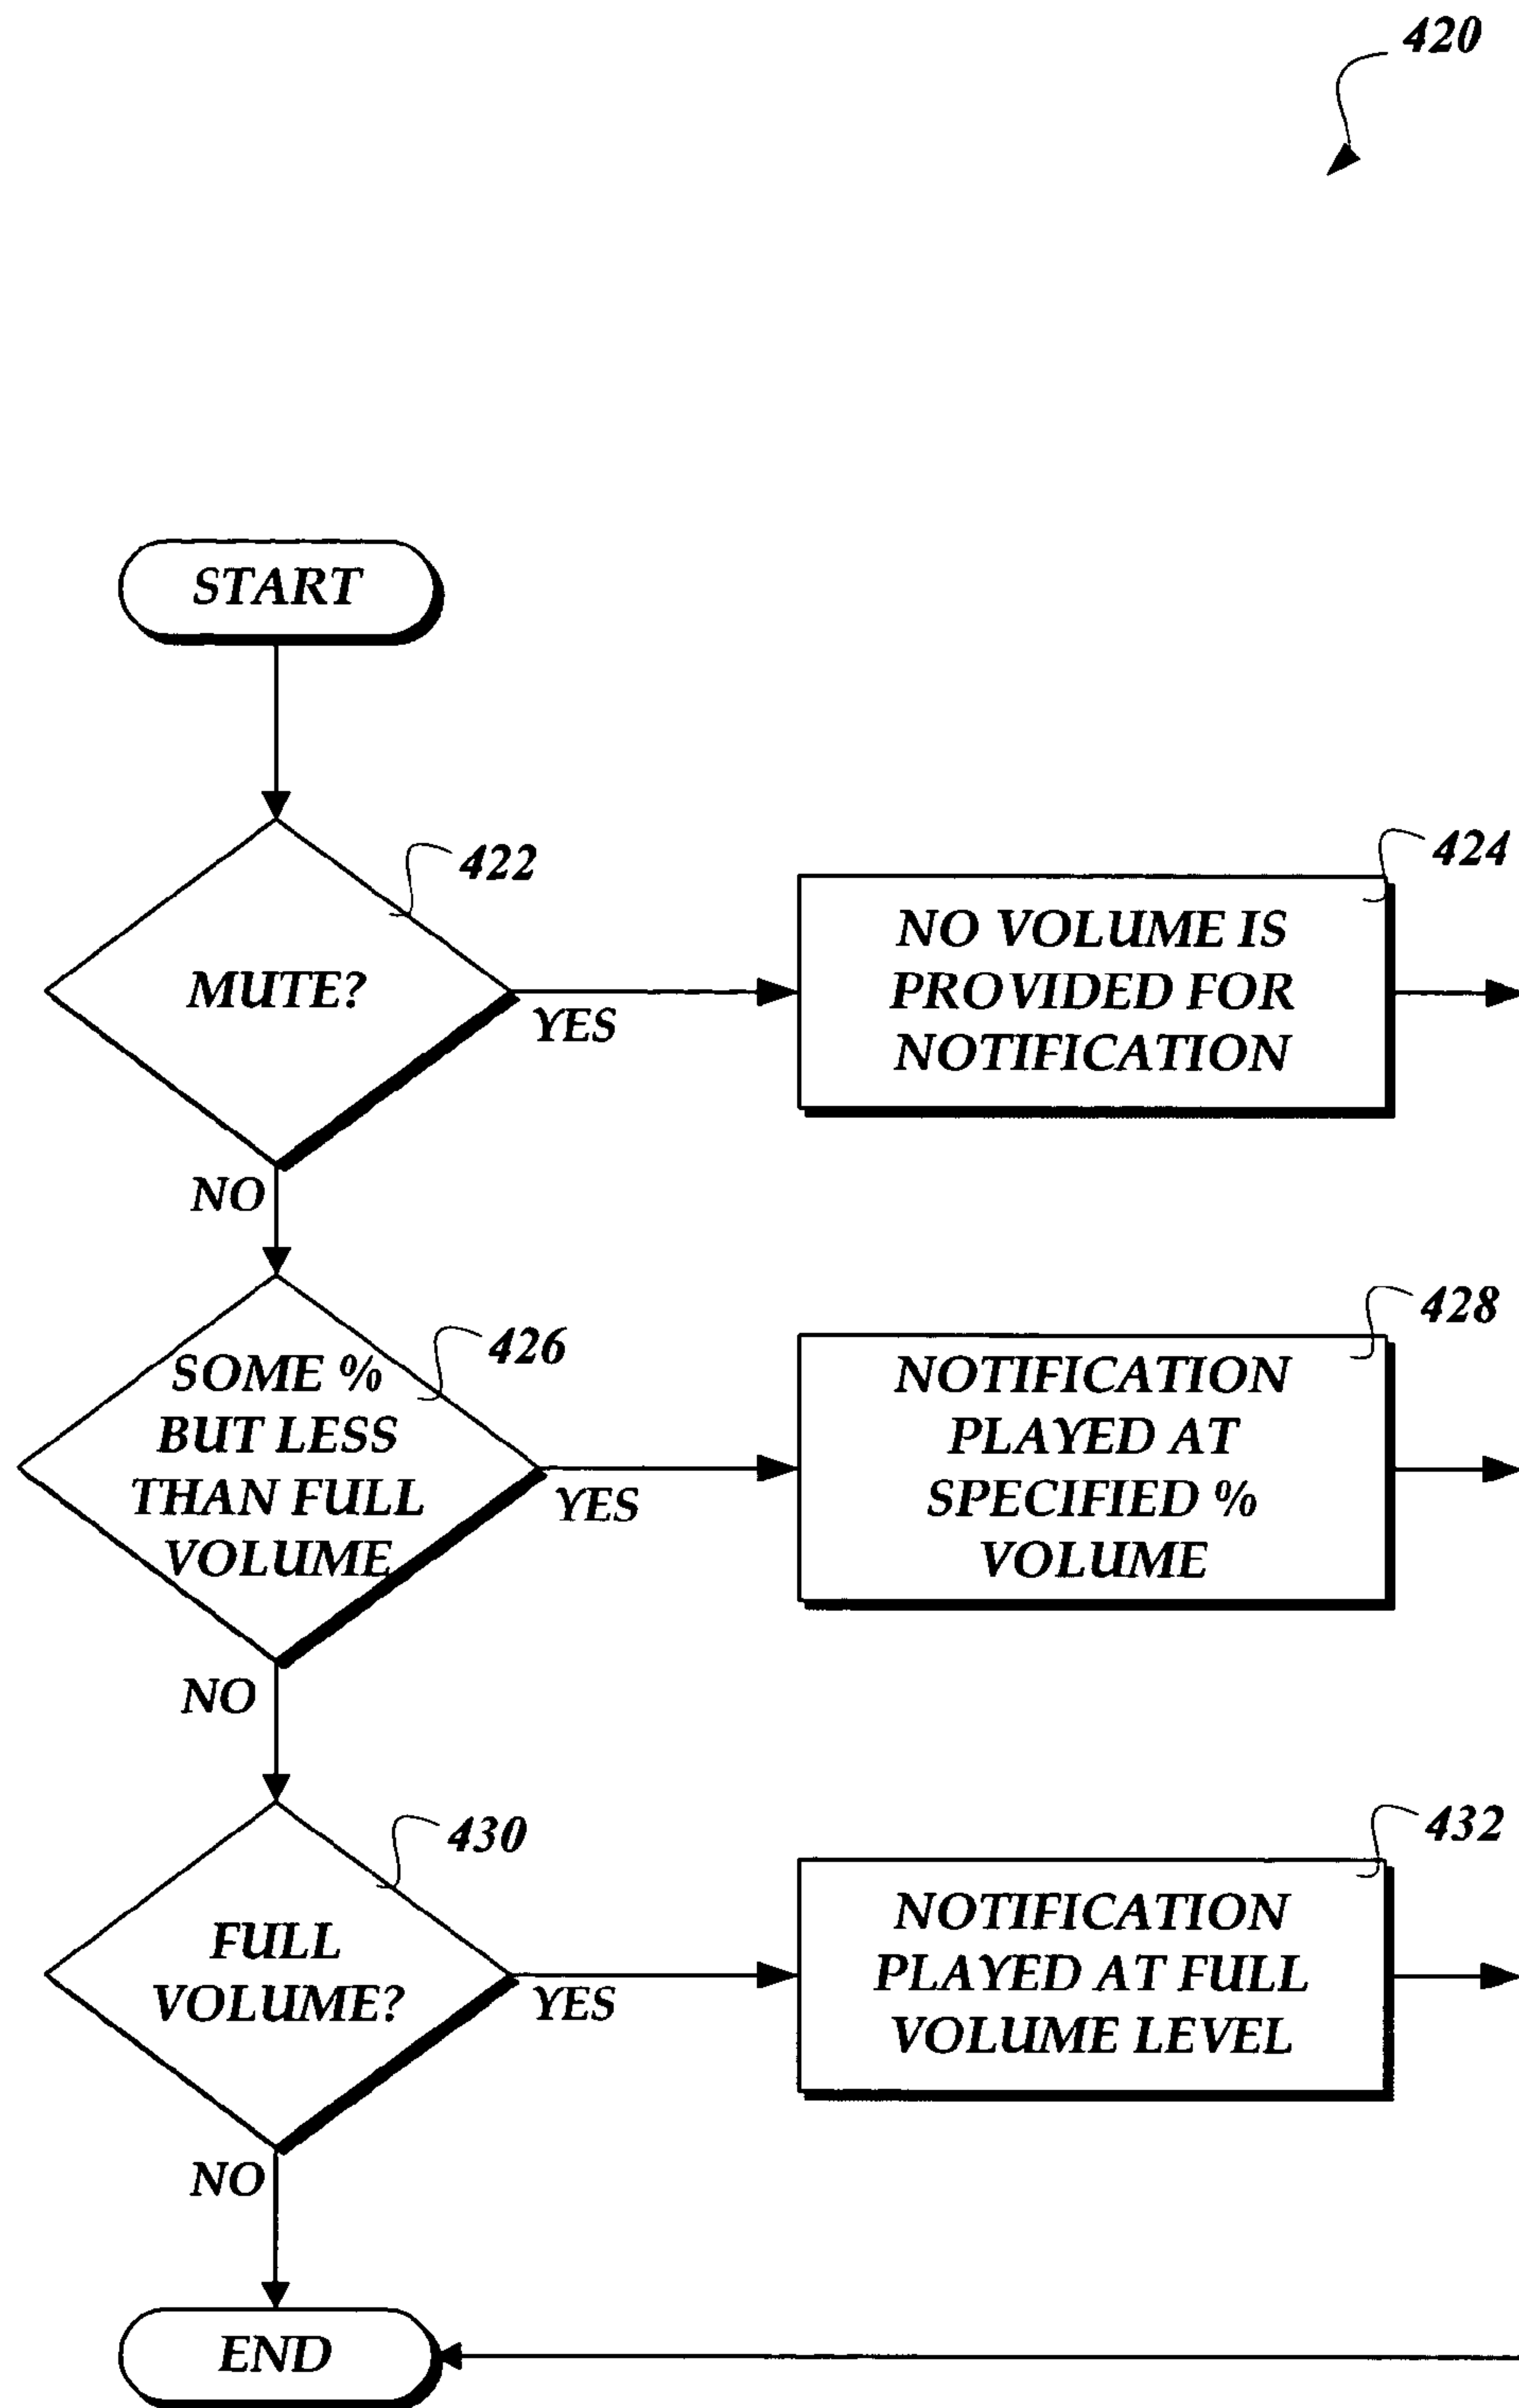 420
START
422
MUTE?
YES
424
NO VOLUME IS
PROVIDED FOR
NOTIFICATION
NO
426
SOME %
BUT LESS
THAN FULL
VOLUME
YES
428
NOTIFICATION
PLAYED AT
SPECIFIED %
VOLUME
NO
430
FULL
VOLUME?
YES
432
NOTIFICATION
PLAYED AT FULL
VOLUME LEVEL
NO
END